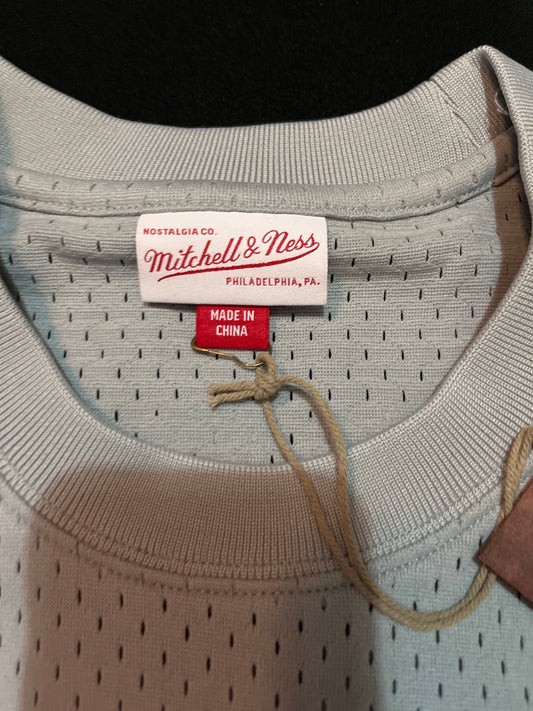 NOSTALGIA CO.
Mitchell & Ness
PHILADELPHIA, PA.
MADE IN
CHINA